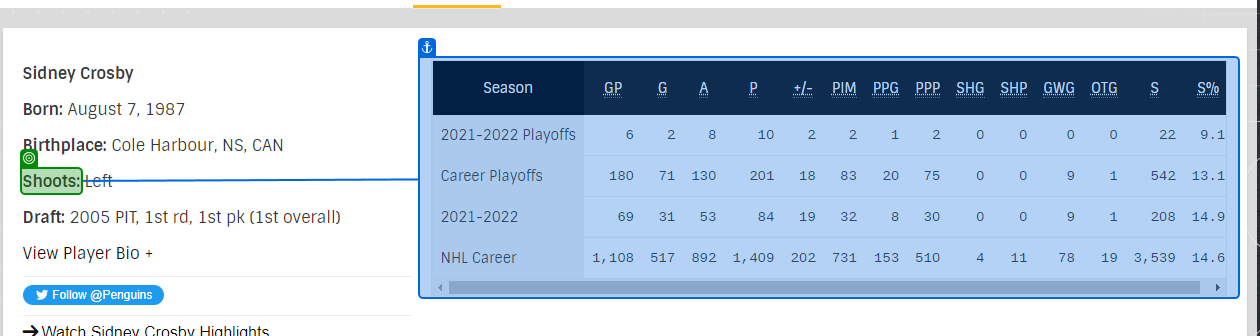 Sidney Crosby
Born: August 7, 1987
Birthplace: Cole Harbour, NS, CAN
Shoots: Left
Draft: 2005 PIT, 1st rd, 1st pk (1st overall)
View Player Bio +
Follow @Penguins
Watch Sidney Crosby Highlights
Season GP G A P +/- PIM PPG PPP SHG SHP GWG OTG S S%
2021-2022 Playoffs 6 2 8 10 2 2 1 2 0 0 0 0 22 9.1
Career Playoffs 180 71 130 201 18 83 20 75 0 0 9 1 542 13.1
2021-2022 69 31 53 84 19 32 8 30 0 0 9 1 208 14.9
NHL Career 1,108 517 892 1,409 202 731 153 510 4 11 78 19 3,539 14.6